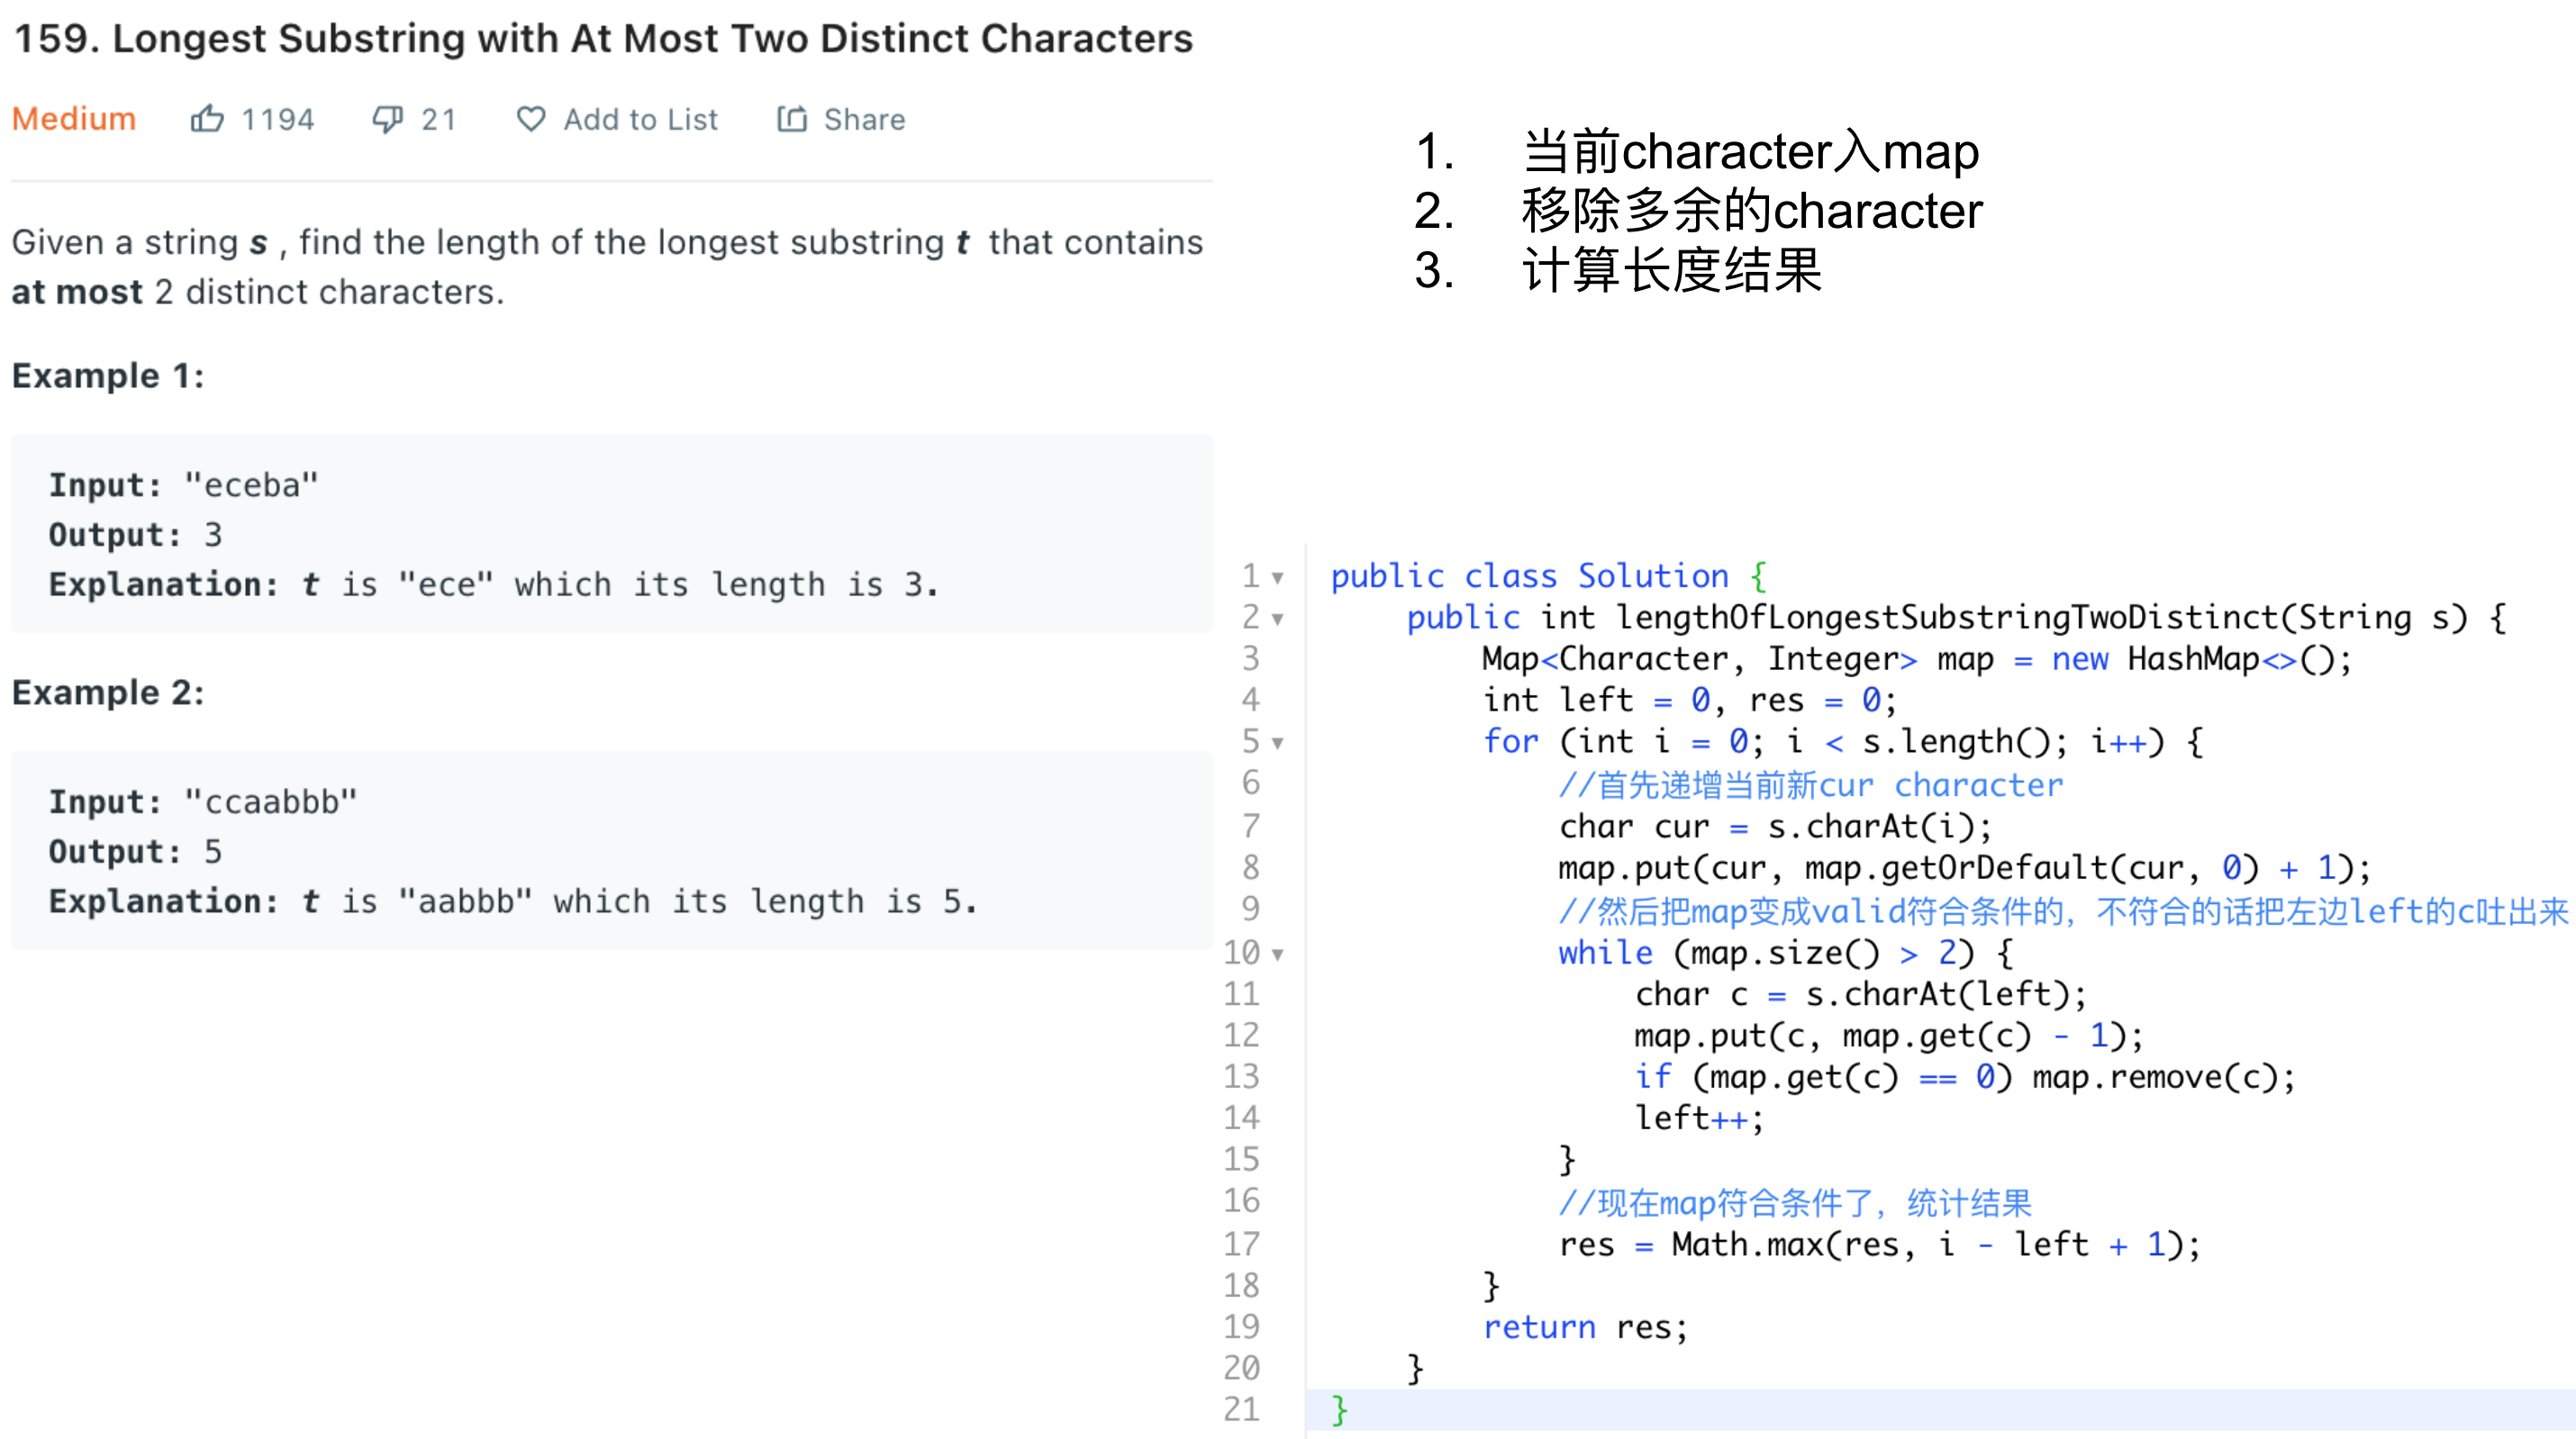 159. Longest Substring with At Most Two Distinct Characters
Medium 1194 21 Add to List Share
Given a string s , find the length of the longest substring t that contains
at most 2 distinct characters.
Example 1:
Input: "eceba"
Output: 3
Explanation: t is "ece" which its length is 3.
Example 2:
Input: "ccaabbb"
Output: 5
Explanation: t is "aabbb" which its length is 5.
1. 当前character入map
2. 移除多余的character
3. 计算长度结果
1 public class Solution {
2 public int lengthOfLongestSubstringTwoDistinct(String s) {
3 Map<Character, Integer> map = new HashMap<>();
4 int left = 0, res = 0;
5 for (int i = 0; i < s.length(); i++) {
6 //首先递增当前新cur character
7 char cur = s.charAt(i);
8 map.put(cur, map.getOrDefault(cur, 0) + 1);
9 //然后把map变成valid符合条件的，不符合的话把左边left的c吐出来
10 while (map.size() > 2) {
11 char c = s.charAt(left);
12 map.put(c, map.get(c) - 1);
13 if (map.get(c) == 0) map.remove(c);
14 left++;
15 }
16 //现在map符合条件了，统计结果
17 res = Math.max(res, i - left + 1);
18 }
19 return res;
20 }
21 }